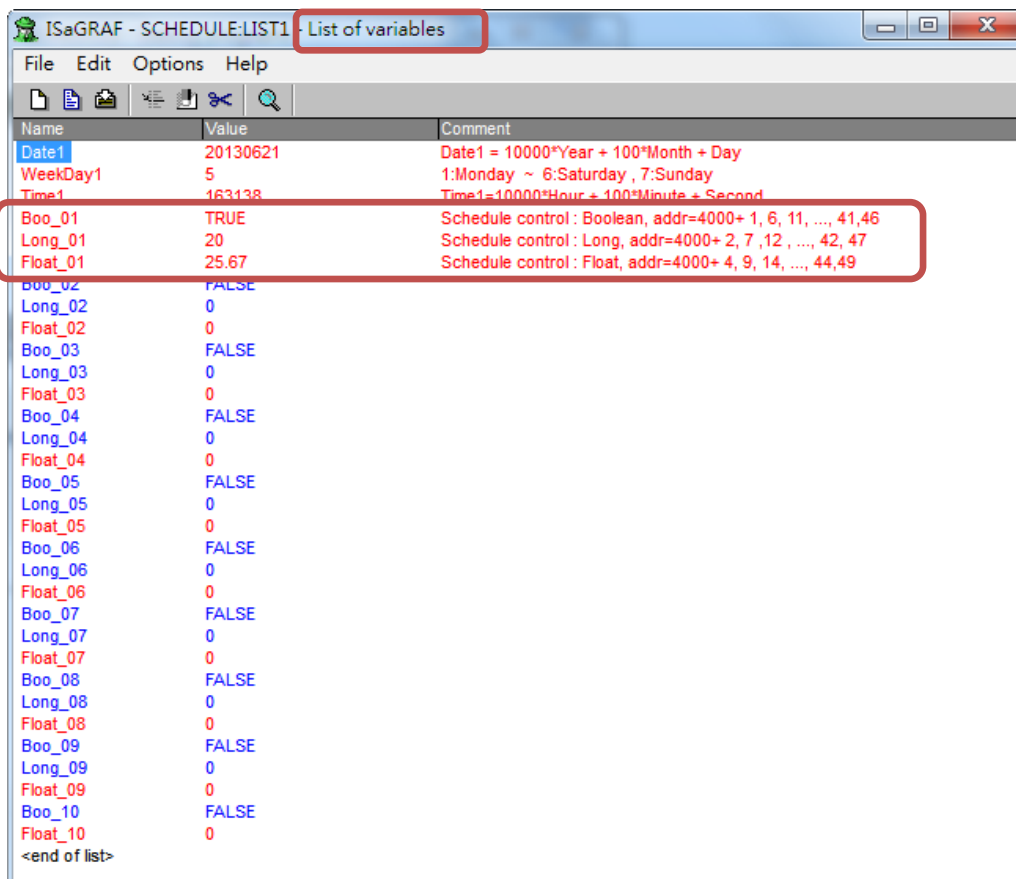 ISaGRAF - SCHEDULE:LIST1 - List of variables
File Edit Options Help
Name Value Comment
Date1 20130621 Date1 = 10000*Year + 100*Month + Day
WeekDay1 5 1:Monday ~ 6:Saturday , 7:Sunday
Time1 163138 Time1=10000*Hour + 100*Minute + Second
Boo_01 TRUE Schedule control : Boolean, addr=4000+ 1, 6, 11, ..., 41,46
Long_01 20 Schedule control : Long, addr=4000+ 2, 7 ,12 , ..., 42, 47
Float_01 25.67 Schedule control : Float, addr=4000+ 4, 9, 14, ..., 44,49
Boo_02 FALSE
Long_02 0
Float_02 0
Boo_03 FALSE
Long_03 0
Float_03 0
Boo_04 FALSE
Long_04 0
Float_04 0
Boo_05 FALSE
Long_05 0
Float_05 0
Boo_06 FALSE
Long_06 0
Float_06 0
Boo_07 FALSE
Long_07 0
Float_07 0
Boo_08 FALSE
Long_08 0
Float_08 0
Boo_09 FALSE
Long_09 0
Float_09 0
Boo_10 FALSE
Float_10 0
<end of list>